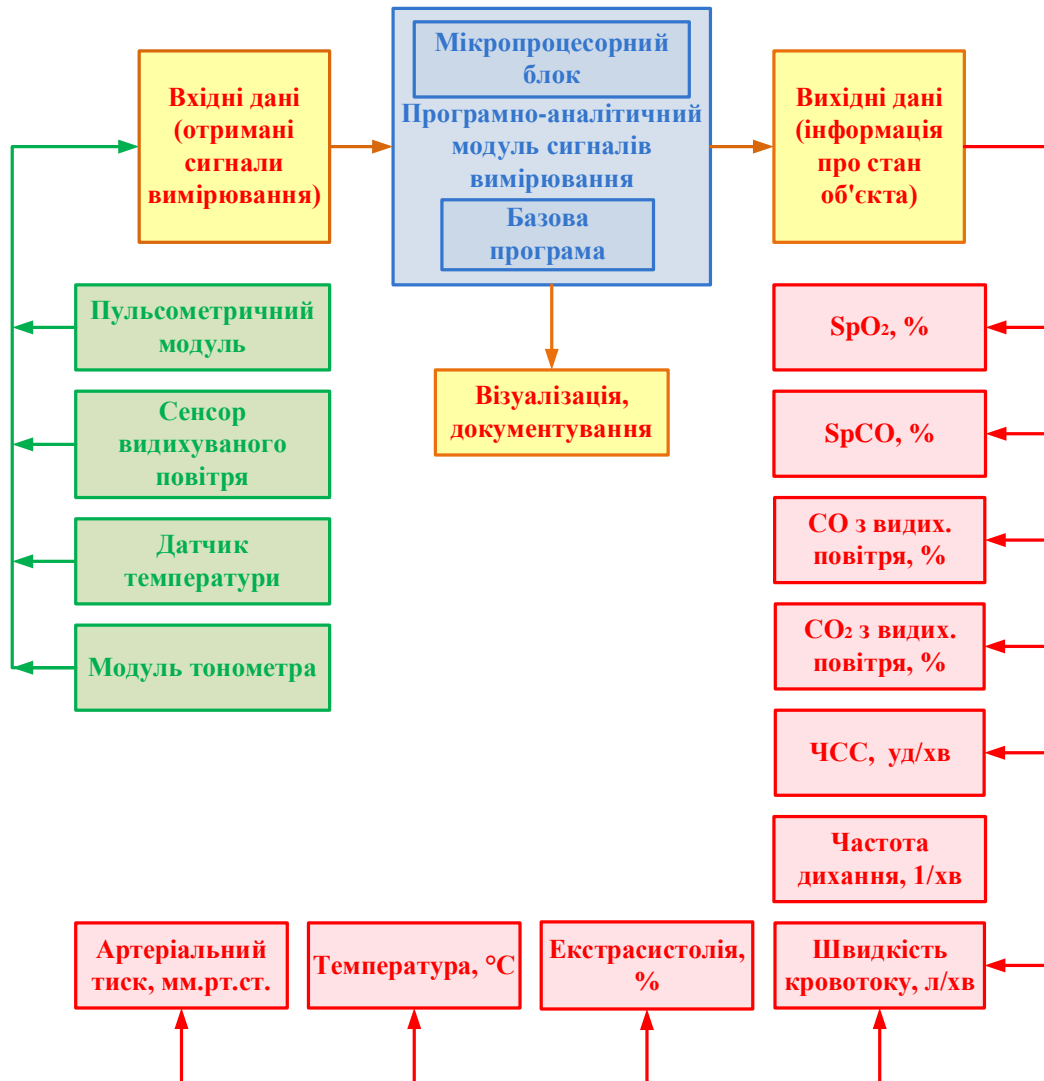 Вхідні дані
(отримані
сигнали
вимірювання)
Мікропроцесорний
блок
Програмно-аналітичний
модуль сигналів
вимірювання
Базова
програма
Вихідні дані
(інформація
про стан
об'єкта)
Пульсометричний
модуль
Сенсор
видихуваного
повітря
Датчик
температури
Модуль тонометра
Візуалізація,
документування
SpO₂, %
SpCO, %
СО з видих.
повітря, %
СО₂ з видих.
повітря, %
ЧСС, уд/хв
Частота
дихання, 1/хв
Артеріальний
тиск, мм.рт.ст.
Температура, °С
Екстрасистолія,
%
Швидкість
кровотоку, л/хв